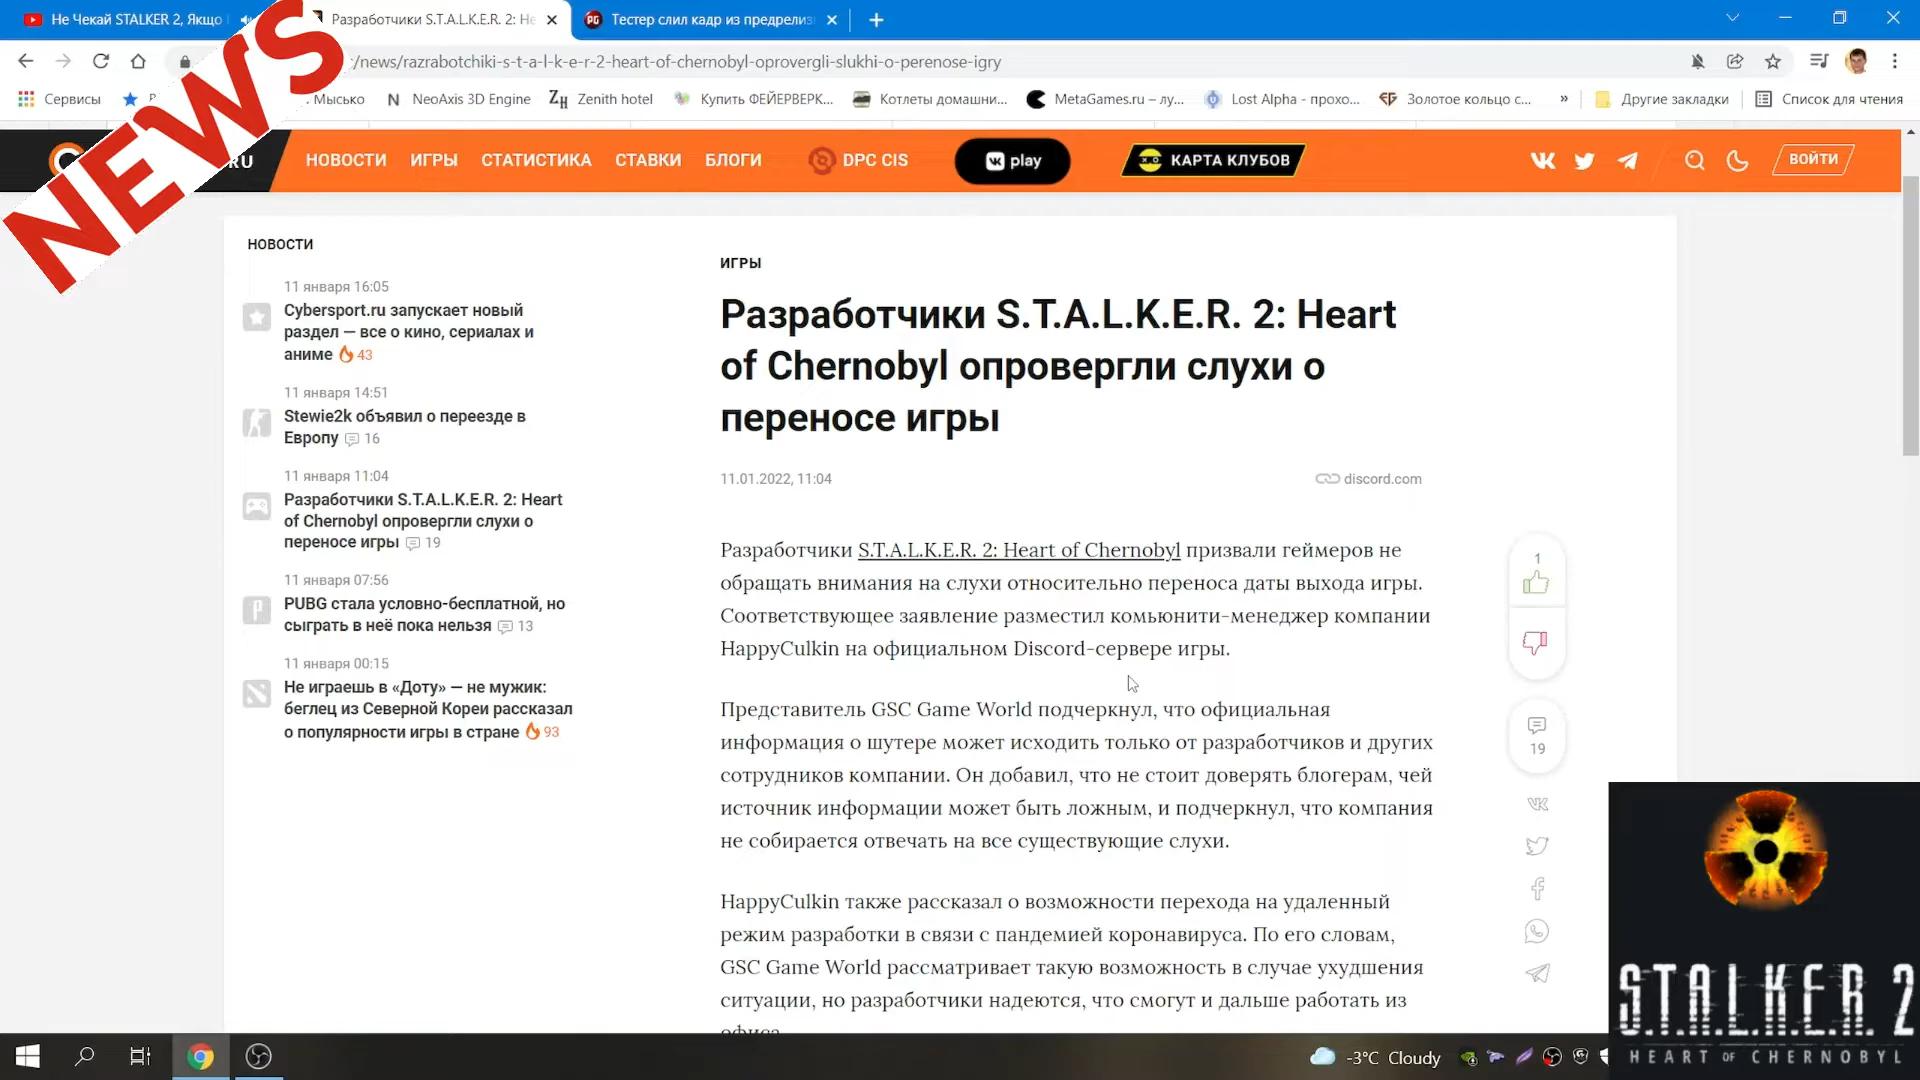 Не Чекай STALKER 2, Якщо
Разработчики S.T.A.L.K.E.R. 2: He
Тестер слил кадр из предрелиз
/news/razrabotchiki-s-t-a-l-k-e-r-2-heart-of-chernobyl-oprovergli-slukhi-o-perenose-igry
Сервисы
Мысько
NeoAxis 3D Engine
Zenith hotel
Купить ФЕЙЕРВЕРК...
Котлеты домашни...
MetaGames.ru – лу...
Lost Alpha - прохо...
Золотое кольцо с...
»
Другие закладки
Список для чтения
NEWS
RU
НОВОСТИ
ИГРЫ
СТАТИСТИКА
СТАВКИ
БЛОГИ
DPC CIS
play
КАРТА КЛУБОВ
ВОЙТИ
НОВОСТИ
11 января 16:05
Cybersport.ru запускает новый
раздел — все о кино, сериалах и
аниме 43
11 января 14:51
Stewie2k объявил о переезде в
Европу 16
11 января 11:04
Разработчики S.T.A.L.K.E.R. 2: Heart
of Chernobyl опровергли слухи о
переносе игры 19
11 января 07:56
PUBG стала условно-бесплатной, но
сыграть в неё пока нельзя 13
11 января 00:15
Не играешь в «Доту» — не мужик:
беглец из Северной Кореи рассказал
о популярности игры в стране 93
ИГРЫ
Разработчики S.T.A.L.K.E.R. 2: Heart
of Chernobyl опровергли слухи о
переносе игры
11.01.2022, 11:04
discord.com
Разработчики S.T.A.L.K.E.R. 2: Heart of Chernobyl призвали геймеров не
обращать внимания на слухи относительно переноса даты выхода игры.
Соответствующее заявление разместил комьюнити-менеджер компании
HappyCulkin на официальном Discord-сервере игры.
Представитель GSC Game World подчеркнул, что официальная
информация о шутере может исходить только от разработчиков и других
сотрудников компании. Он добавил, что не стоит доверять блогерам, чей
источник информации может быть ложным, и подчеркнул, что компания
не собирается отвечать на все существующие слухи.
HappyCulkin также рассказал о возможности перехода на удаленный
режим разработки в связи с пандемией коронавируса. По его словам,
GSC Game World рассматривает такую возможность в случае ухудшения
ситуации, но разработчики надеются, что смогут и дальше работать из
офиса
1
19
S.T.A.L.K.E.R. 2
HEART OF CHERNOBYL
-3°C Cloudy